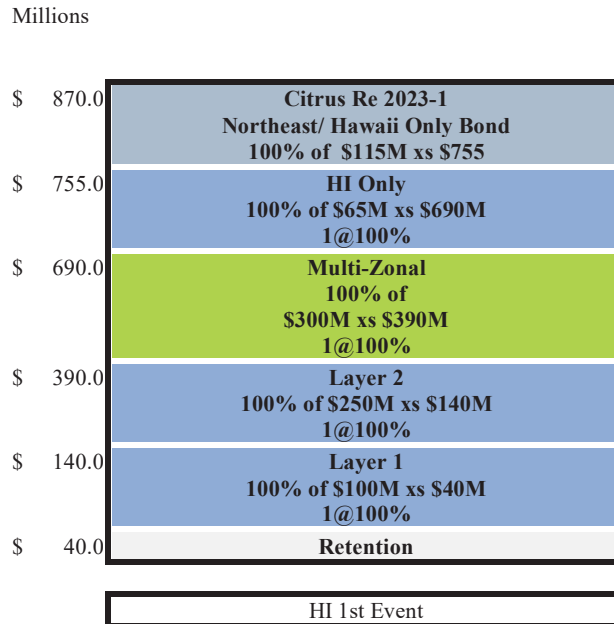 Millions
$ 870.0 Citrus Re 2023-1
Northeast/ Hawaii Only Bond
100% of $115M xs $755
$ 755.0 HI Only
100% of $65M xs $690M
1@100%
$ 690.0 Multi-Zonal
100% of
$300M xs $390M
1@100%
$ 390.0 Layer 2
100% of $250M xs $140M
1@100%
$ 140.0 Layer 1
100% of $100M xs $40M
1@100%
$ 40.0 Retention
HI 1st Event